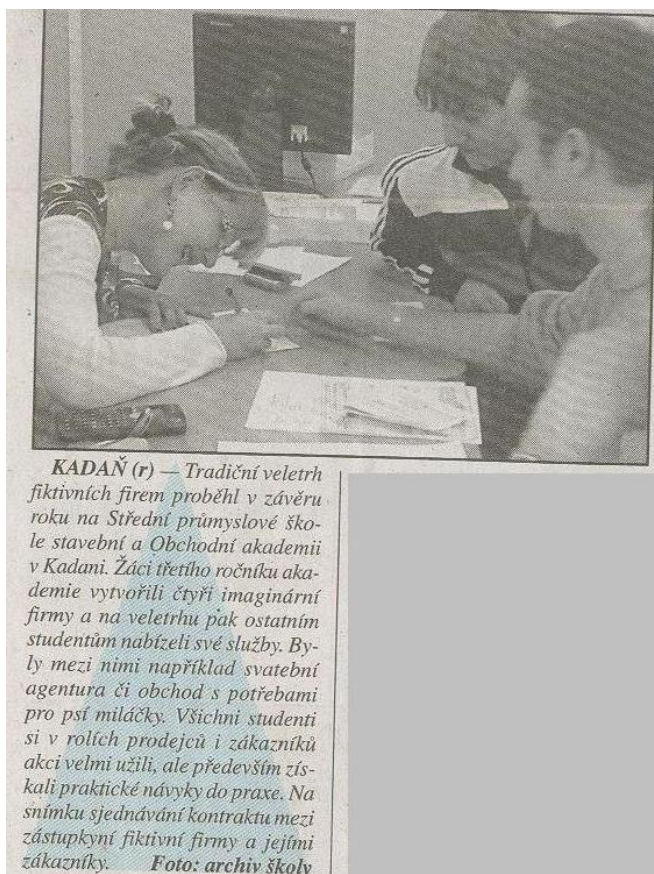 KADAŇ (r) — Tradiční veletrh
fiktivních firem proběhl v závěru
roku na Střední průmyslové ško-
le stavební a Obchodní akademii
v Kadani. Žáci třetího ročníku aka-
demie vytvořili čtyři imaginární
firmy a na veletrhu pak ostatním
studentům nabízeli své služby. By-
ly mezi nimi například svatební
agentura či obchod s potřebami
pro psí miláčky. Všichni studenti
si v rolích prodejců i zákazníků
akci velmi užili, ale především zís-
kali praktické návyky do praxe. Na
snímku sjednávání kontraktu mezi
zástupkyní fiktivní firmy a jejími
zákazníky. Foto: archiv školy